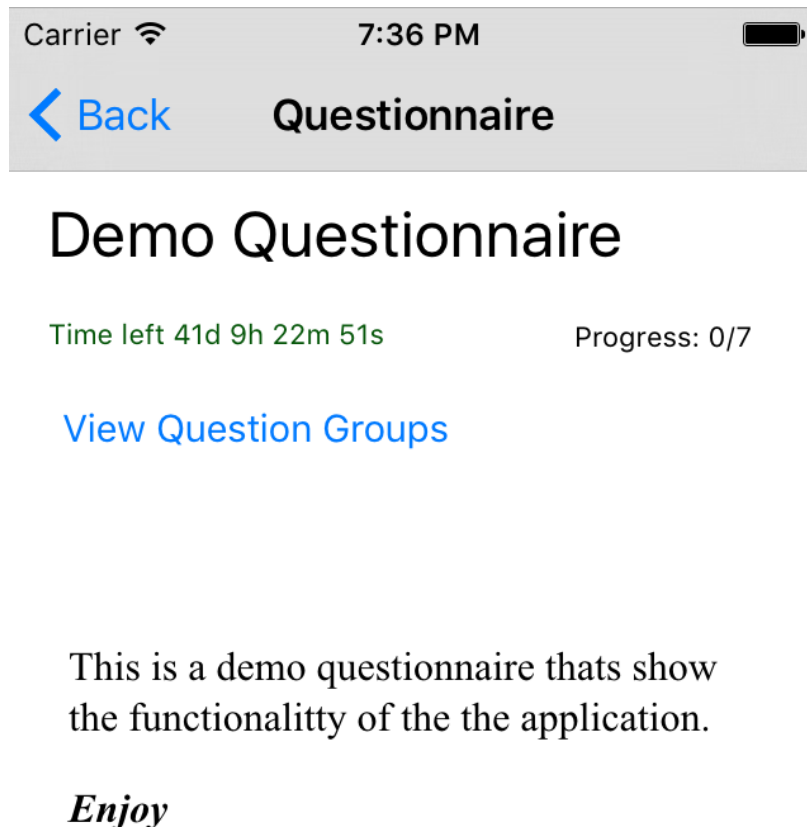 Carrier 7:36 PM
Back Questionnaire
Demo Questionnaire
Time left 41d 9h 22m 51s Progress: 0/7
View Question Groups
This is a demo questionnaire thats show
the functionalitty of the the application.
Enjoy